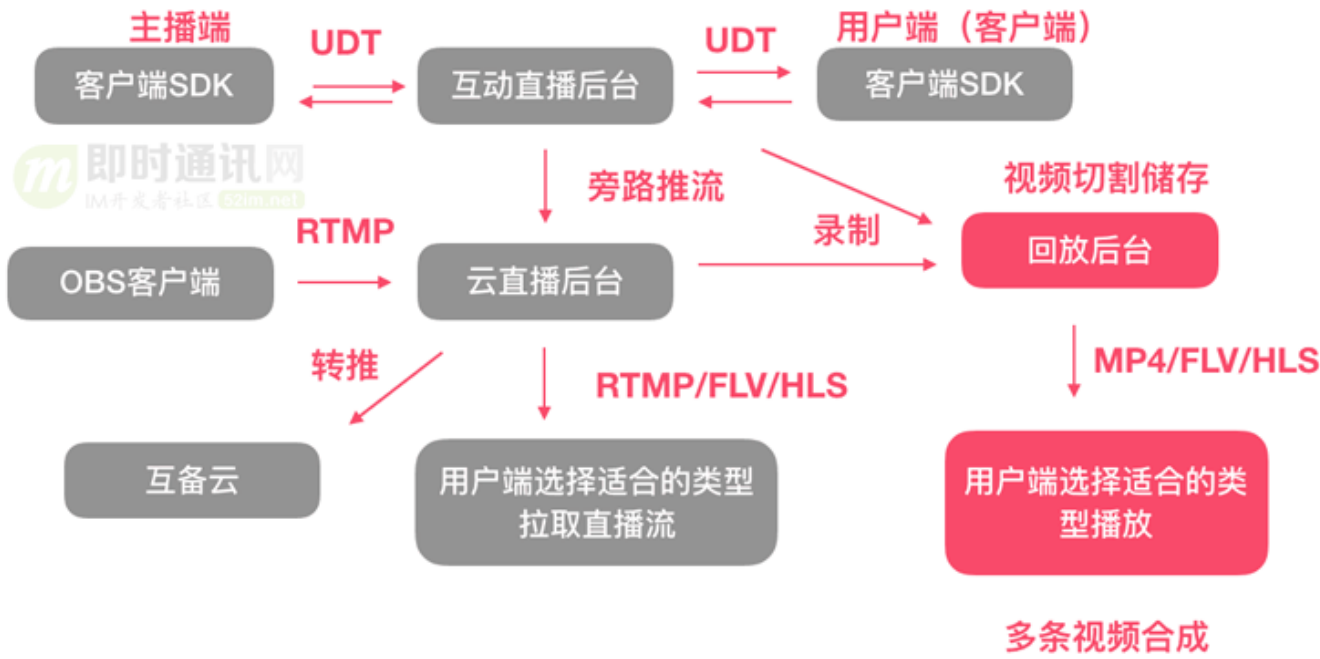 主播端
UDT
UDT
用户端（客户端）
客户端SDK
互动直播后台
客户端SDK
m
即时通讯网
IM开发者社区 52im.net
旁路推流
视频切割储存
RTMP
录制
回放后台
OBS客户端
云直播后台
转推
RTMP/FLV/HLS
MP4/FLV/HLS
互备云
用户端选择适合的类型
拉取直播流
用户端选择适合的类
型播放
多条视频合成